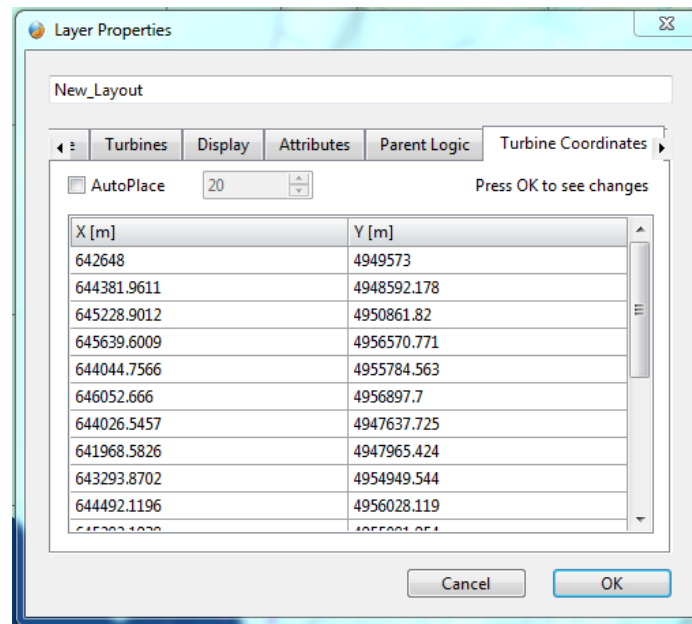 Layer Properties
New_Layout
Turbines Display Attributes Parent Logic Turbine Coordinates
AutoPlace 20 Press OK to see changes
X [m] Y [m]
642648 4949573
644381.9611 4948592.178
645228.9012 4950861.82
645639.6009 4956570.771
644044.7566 4955784.563
646052.666 4956897.7
644026.5457 4947637.725
641968.5826 4947965.424
643293.8702 4954949.544
644492.1196 4956028.119
Cancel OK